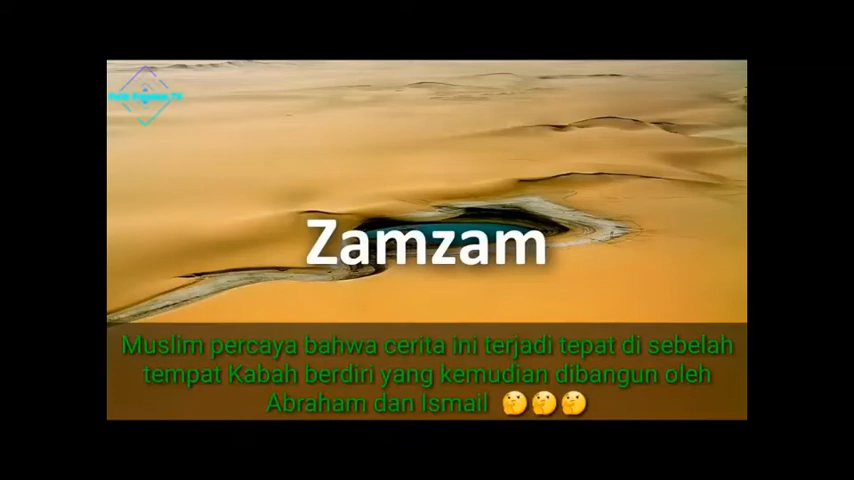 Zamzam
Muslim percaya bahwa cerita ini terjadi tepat di sebelah
tempat Kabah berdiri yang kemudian dibangun oleh
Abraham dan Ismail 🤔🤔🤔